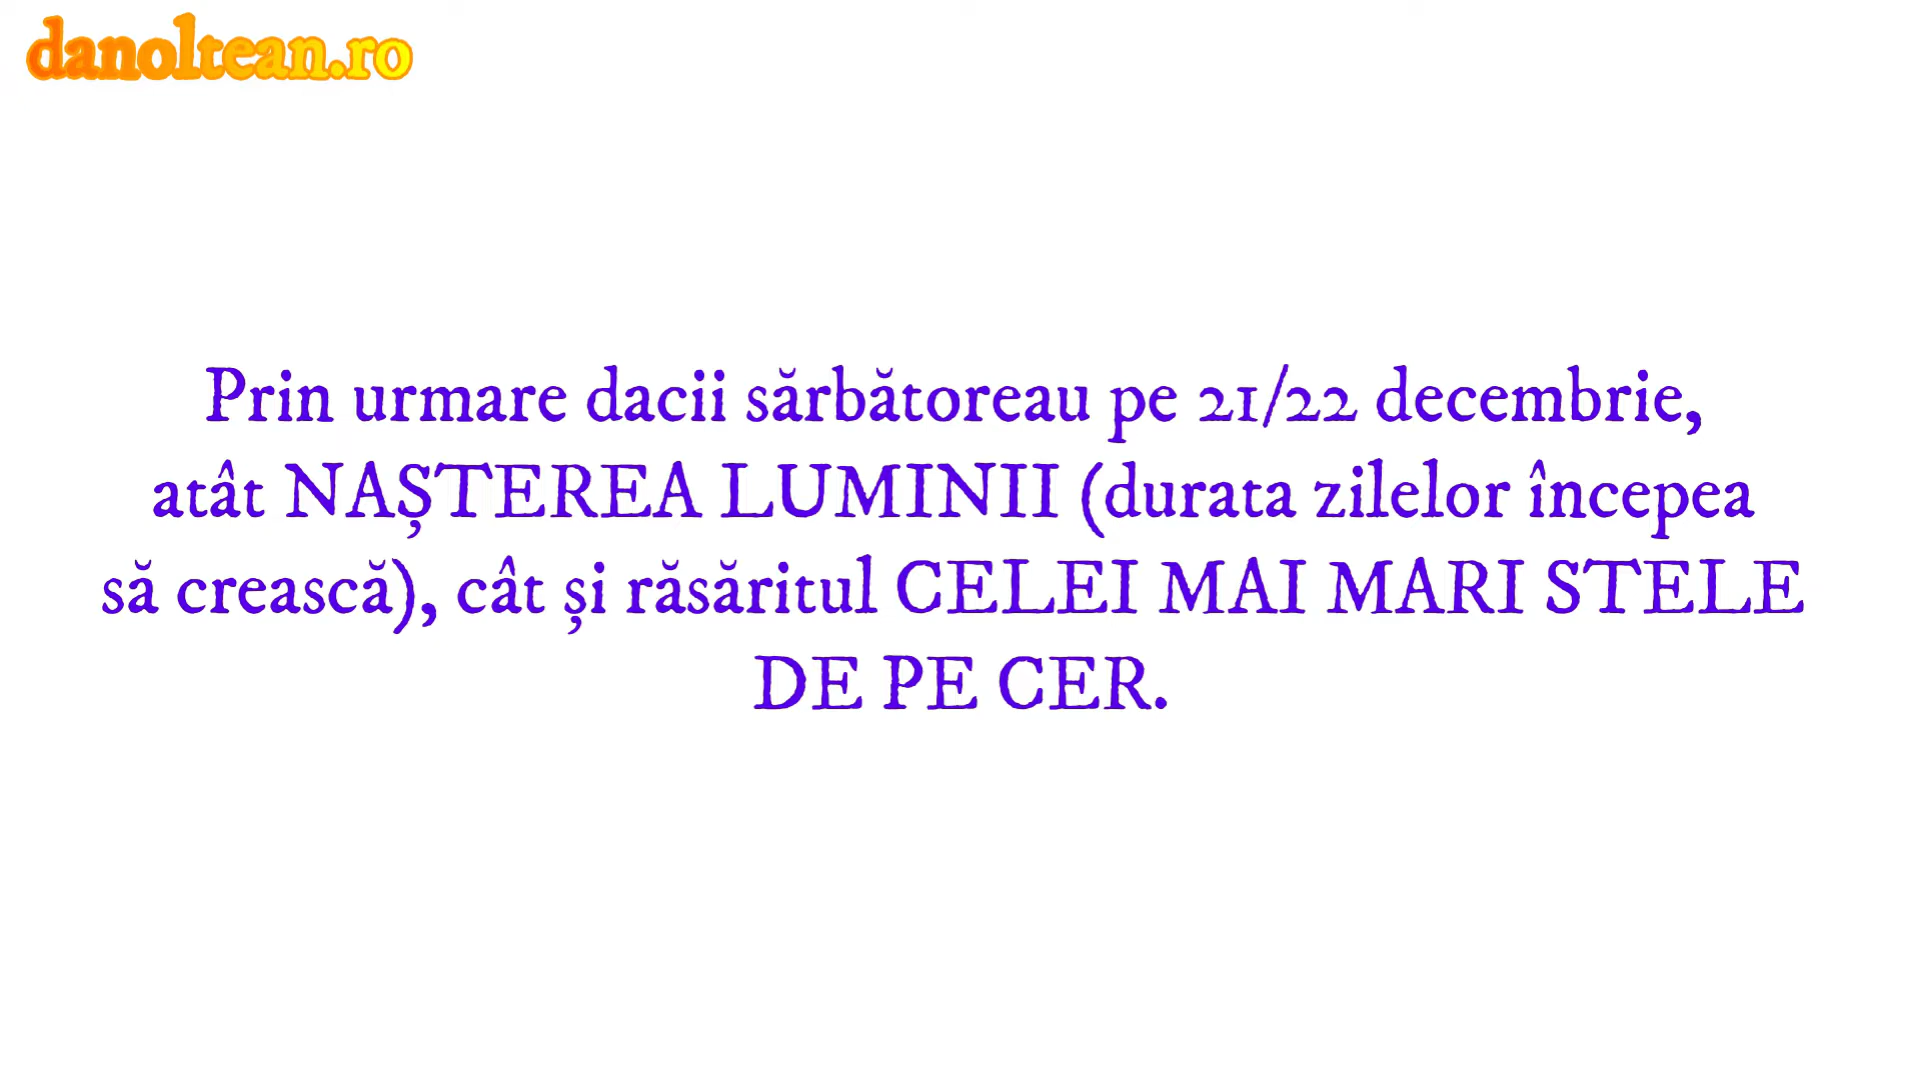 danoltean.ro
Prin urmare dacii sărbătoreau pe 21/22 decembrie,
atât NAȘTEREA LUMINII (durata zilelor începea
să crească), cât și răsăritul CELEI MAI MARI STELE
DE PE CER.